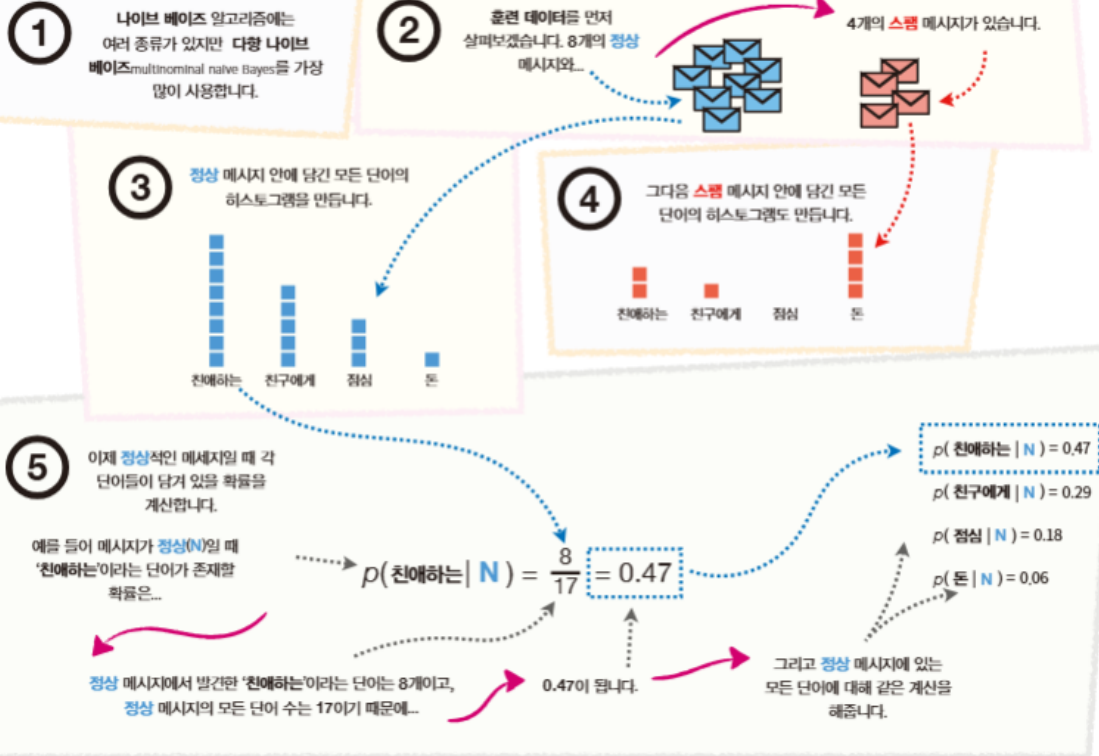 1
나이브 베이즈 알고리즘에는
여러 종류가 있지만 다항 나이브
베이즈multinominal naive Bayes를 가장
많이 사용합니다.
2
훈련 데이터를 먼저
살펴보겠습니다. 8개의 정상
메시지와...
4개의 스팸 메시지가 있습니다.
3
정상 메시지 안에 담긴 모든 단어의
히스토그램을 만듭니다.
친애하는 친구에게 점심 돈
4
그다음 스팸 메시지 안에 담긴 모든
단어의 히스토그램도 만듭니다.
친애하는 친구에게 점심 돈
5
이제 정상적인 메세지일 때 각
단어들이 담겨 있을 확률을
계산합니다.
예를 들어 메시지가 정상(N)일 때
‘친애하는’이라는 단어가 존재할
확률은...
p( 친애하는 | N ) = 8/17 = 0.47
정상 메시지에서 발견한 ‘친애하는’이라는 단어는 8개이고,
정상 메시지의 모든 단어 수는 17이기 때문에...
0.47이 됩니다.
그리고 정상 메시지에 있는
모든 단어에 대해 같은 계산을
해줍니다.
p( 친애하는 | N ) = 0.47
p( 친구에게 | N ) = 0.29
p( 점심 | N ) = 0.18
p( 돈 | N ) = 0.06